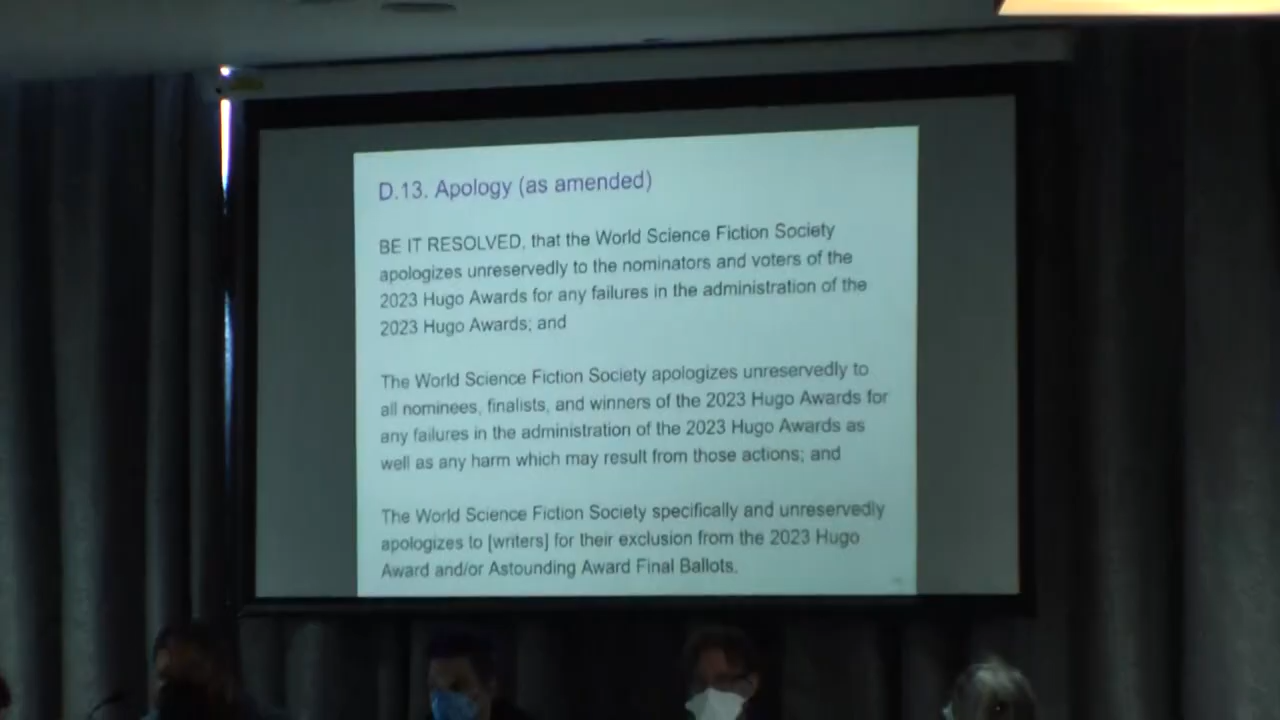 D.13. Apology (as amended)
BE IT RESOLVED, that the World Science Fiction Society
apologizes unreservedly to the nominators and voters of the
2023 Hugo Awards for any failures in the administration of the
2023 Hugo Awards; and
The World Science Fiction Society apologizes unreservedly to
all nominees, finalists, and winners of the 2023 Hugo Awards for
any failures in the administration of the 2023 Hugo Awards as
well as any harm which may result from those actions; and
The World Science Fiction Society specifically and unreservedly
apologizes to [writers] for their exclusion from the 2023 Hugo
Award and/or Astounding Award Final Ballots.